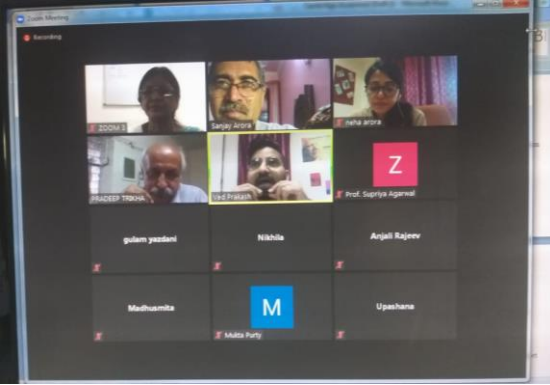 Zoom Meeting
Recording
ZOOM 3
Sanjay Arora
neha arora
PRADEEP TRIKHA
Ved Prakash
Z
Prof. Supriya Agarwal
gulam yazdani
Nikhila
Anjali Rajeev
Madhusmita
M
Mukta Purty
Upashana